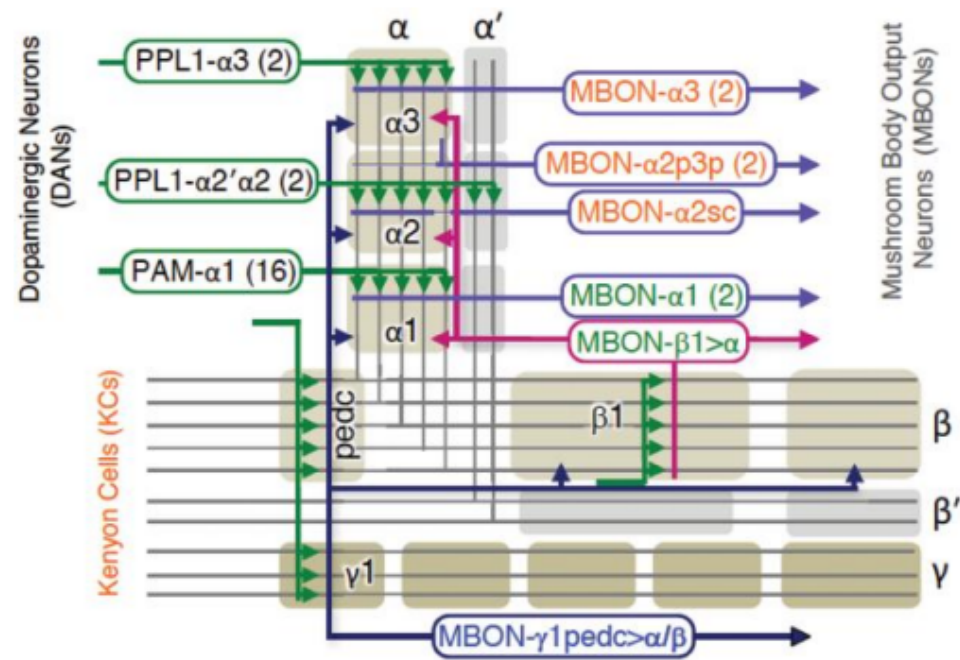 Dopaminergic Neurons
(DANs)
α
α′
PPL1-α3 (2)
MBON-α3 (2)
α3
MBON-α2p3p (2)
PPL1-α2′α2 (2)
MBON-α2sc
α2
PAM-α1 (16)
MBON-α1 (2)
α1
MBON-β1>α
Mushroom Body Output
Neurons (MBONs)
Kenyon Cells (KCs)
pedc
β1
β
β′
γ1
γ
MBON-γ1pedc>α/β